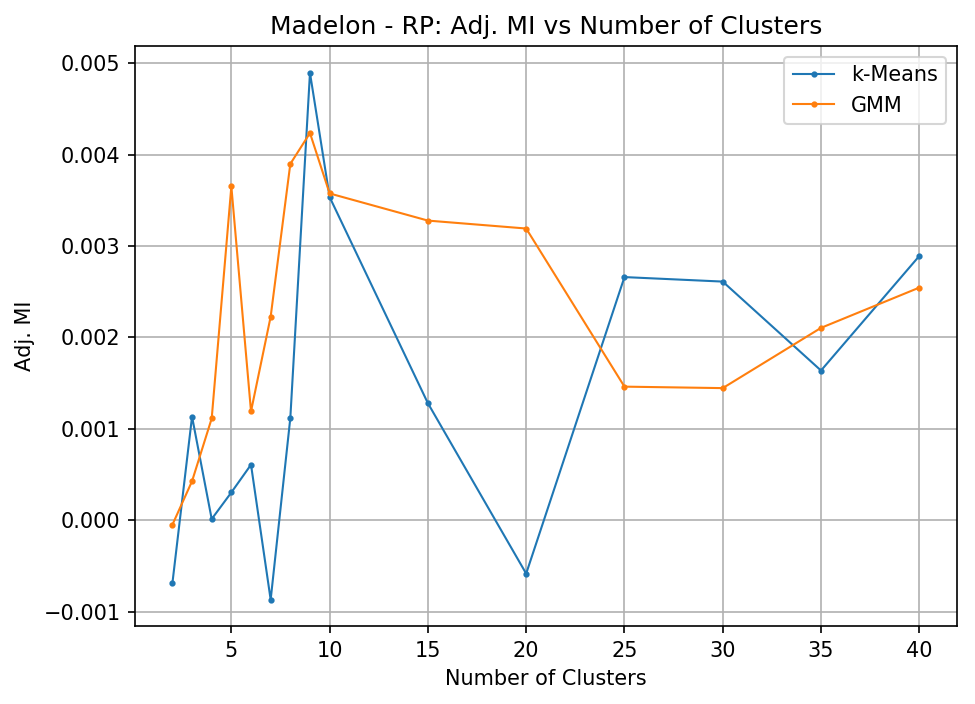 Madelon - RP: Adj. MI vs Number of Clusters
k-Means
GMM
Adj. MI
0.005
0.004
0.003
0.002
0.001
0.000
−0.001
5 10 15 20 25 30 35 40
Number of Clusters